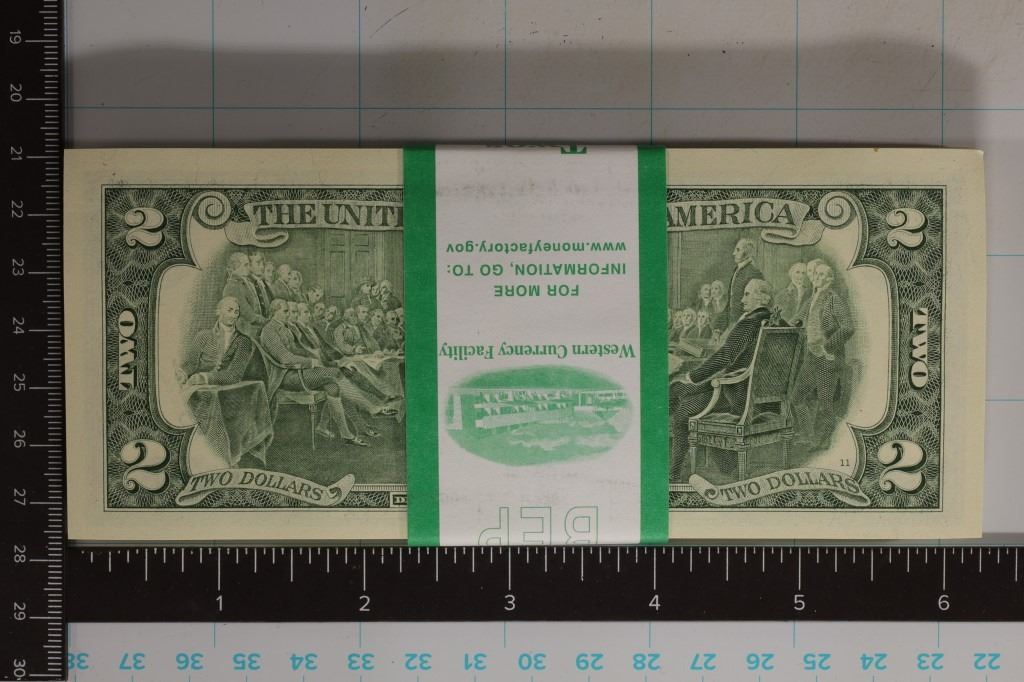 19
20
21
22
23
24
25
26
27
28
29
30
2
THE UNITE
AMERICA
2
TWO
TWO
2
TWO DOLLARS
TWO DOLLARS
11
2
BEP
Western Currency Facility
FOR MORE
INFORMATION, GO TO:
www.moneyfactory.gov
1 2 3 4 5 6
38 37 36 35 34 33 32 31 30 29 28 27 26 25 24 23 22